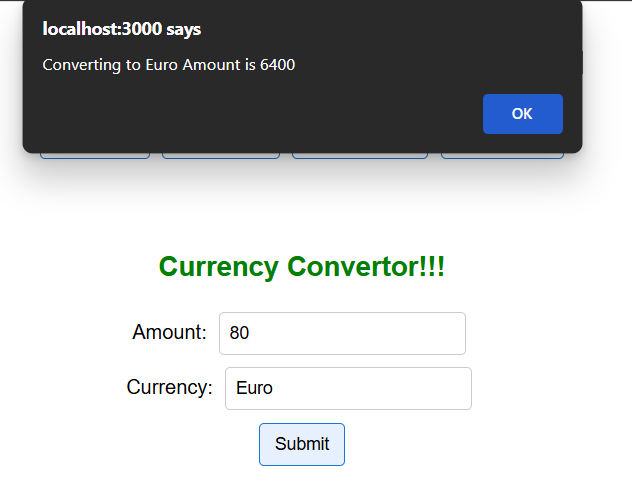 localhost:3000 says
Converting to Euro Amount is 6400
OK
Currency Convertor!!!
Amount: 80
Currency: Euro
Submit